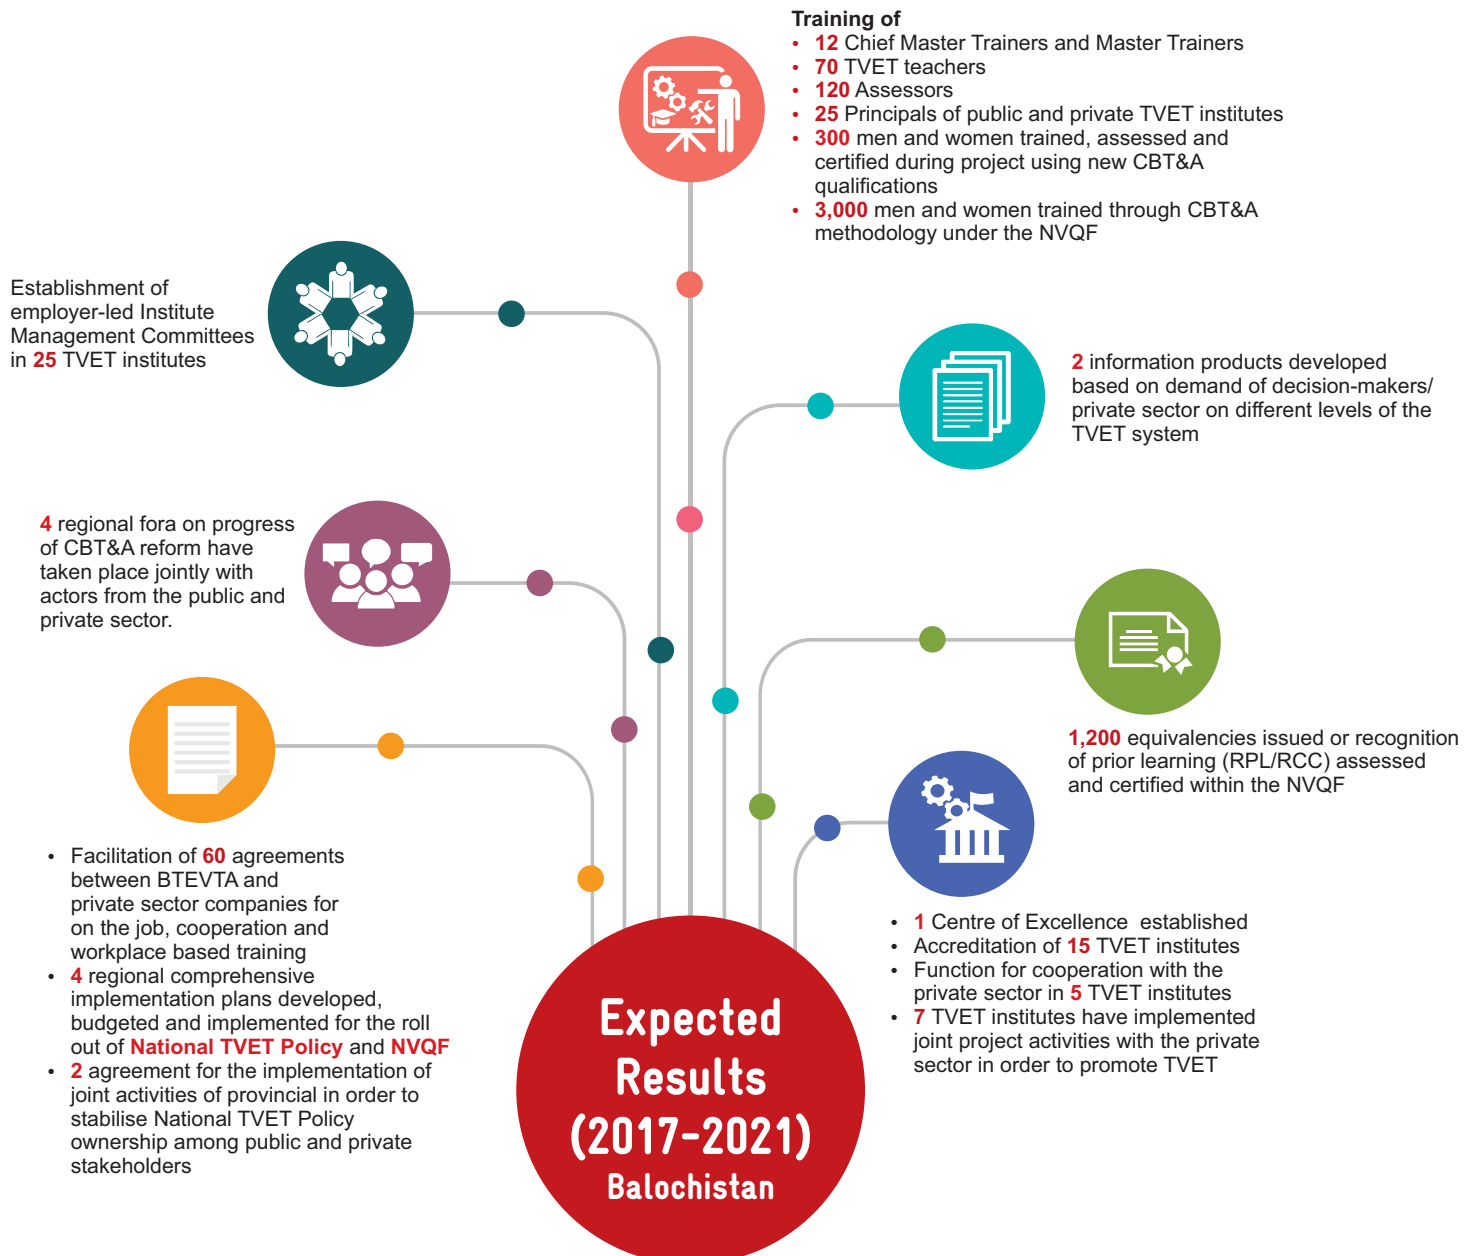 Training of
• 12 Chief Master Trainers and Master Trainers
• 70 TVET teachers
• 120 Assessors
• 25 Principals of public and private TVET institutes
• 300 men and women trained, assessed and
certified during project using new CBT&A
qualifications
• 3,000 men and women trained through CBT&A
methodology under the NVQF
Establishment of
employer-led Institute
Management Committees
in 25 TVET institutes
2 information products developed
based on demand of decision-makers/
private sector on different levels of the
TVET system
4 regional fora on progress
of CBT&A reform have
taken place jointly with
actors from the public and
private sector.
1,200 equivalencies issued or recognition
of prior learning (RPL/RCC) assessed
and certified within the NVQF
• Facilitation of 60 agreements
between BTEVTA and
private sector companies for
on the job, cooperation and
workplace based training
• 4 regional comprehensive
implementation plans developed,
budgeted and implemented for the roll
out of National TVET Policy and NVQF
• 2 agreement for the implementation of
joint activities of provincial in order to
stabilise National TVET Policy
ownership among public and private
stakeholders
• 1 Centre of Excellence established
• Accreditation of 15 TVET institutes
• Function for cooperation with the
private sector in 5 TVET institutes
• 7 TVET institutes have implemented
joint project activities with the private
sector in order to promote TVET
Expected
Results
(2017-2021)
Balochistan